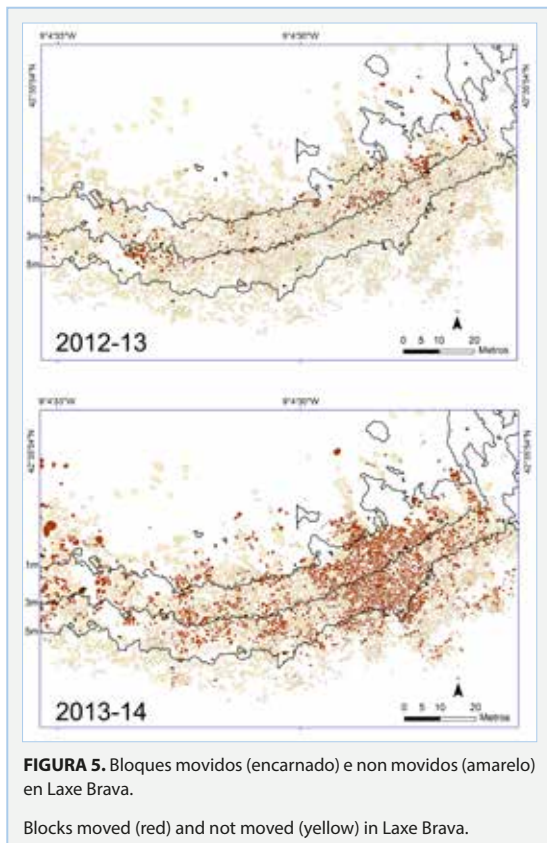 9°4'33"W 9°4'30"W
1m
3m
5m
2012-13
0 5 10 20
Metros
9°4'33"W 9°4'30"W
1m
3m
5m
2013-14
0 5 10 20
Metros
FIGURA 5. Bloques movidos (encarnado) e non movidos (amarelo)
en Laxe Brava.
Blocks moved (red) and not moved (yellow) in Laxe Brava.